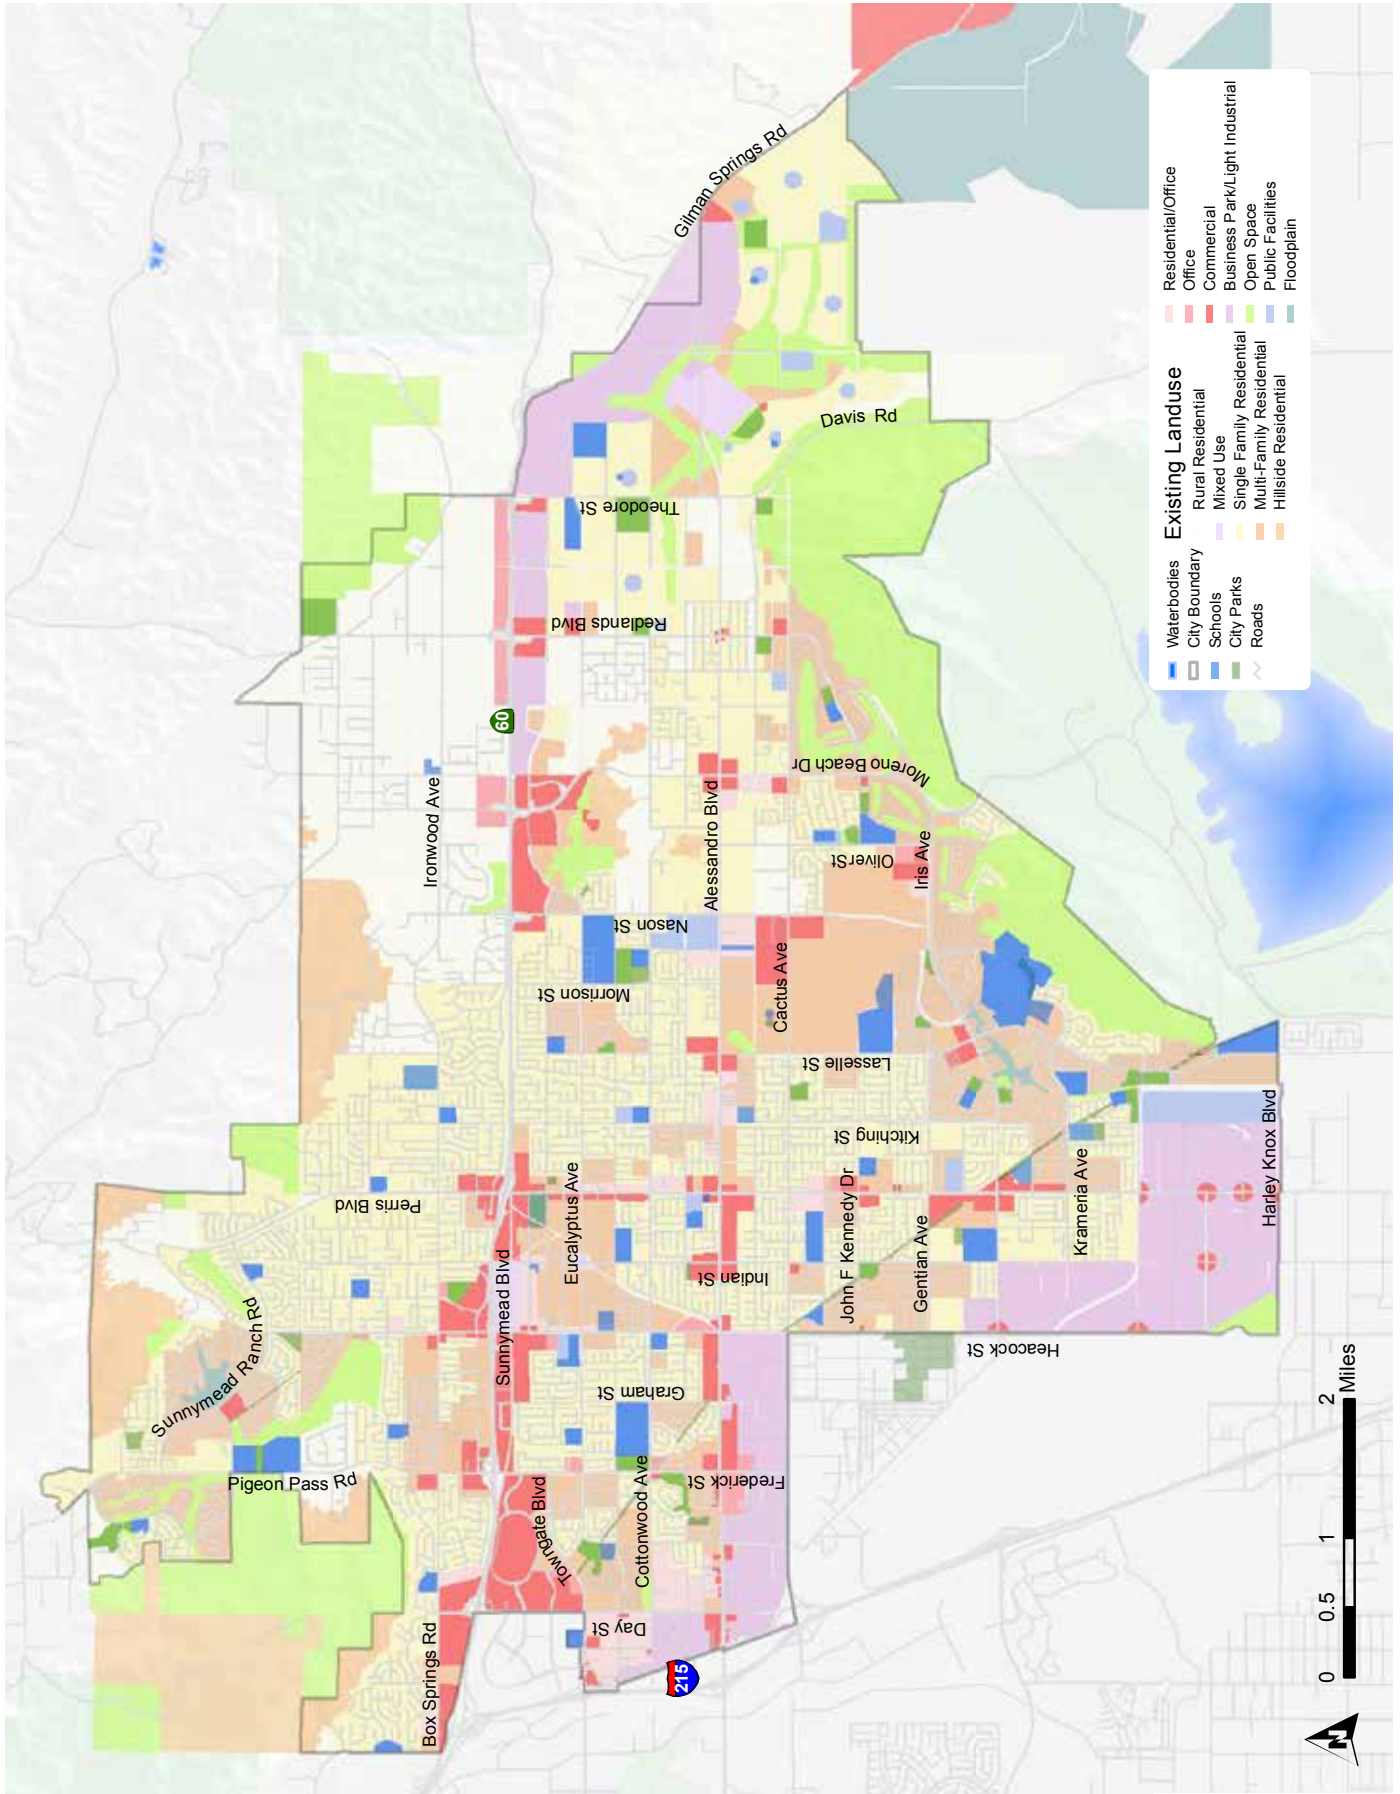 Gilman Springs Rd
Davis Rd
Theodore St
Redlands Blvd
60
Moreno Beach Dr
Ironwood Ave
Alessandro Blvd
Oliver St
Iris Ave
Nason St
Morrison St
Cactus Ave
Lasselle St
Kitching St
Perris Blvd
Eucalyptus Ave
John F Kennedy Dr
Krameria Ave
Harley Knox Blvd
Gentian Ave
Indian St
Sunnymead Blvd
Sunnymead Ranch Rd
Heacock St
Graham St
Pigeon Pass Rd
Frederick St
Cottonwood Ave
Towngate Blvd
Day St
Box Springs Rd
215
Existing Landuse
Waterbodies
City Boundary
Schools
City Parks
Roads
Rural Residential
Mixed Use
Single Family Residential
Multi-Family Residential
Hillside Residential
Residential/Office
Office
Commercial
Business Park/Light Industrial
Open Space
Public Facilities
Floodplain
0 0.5 1 2
Miles
N